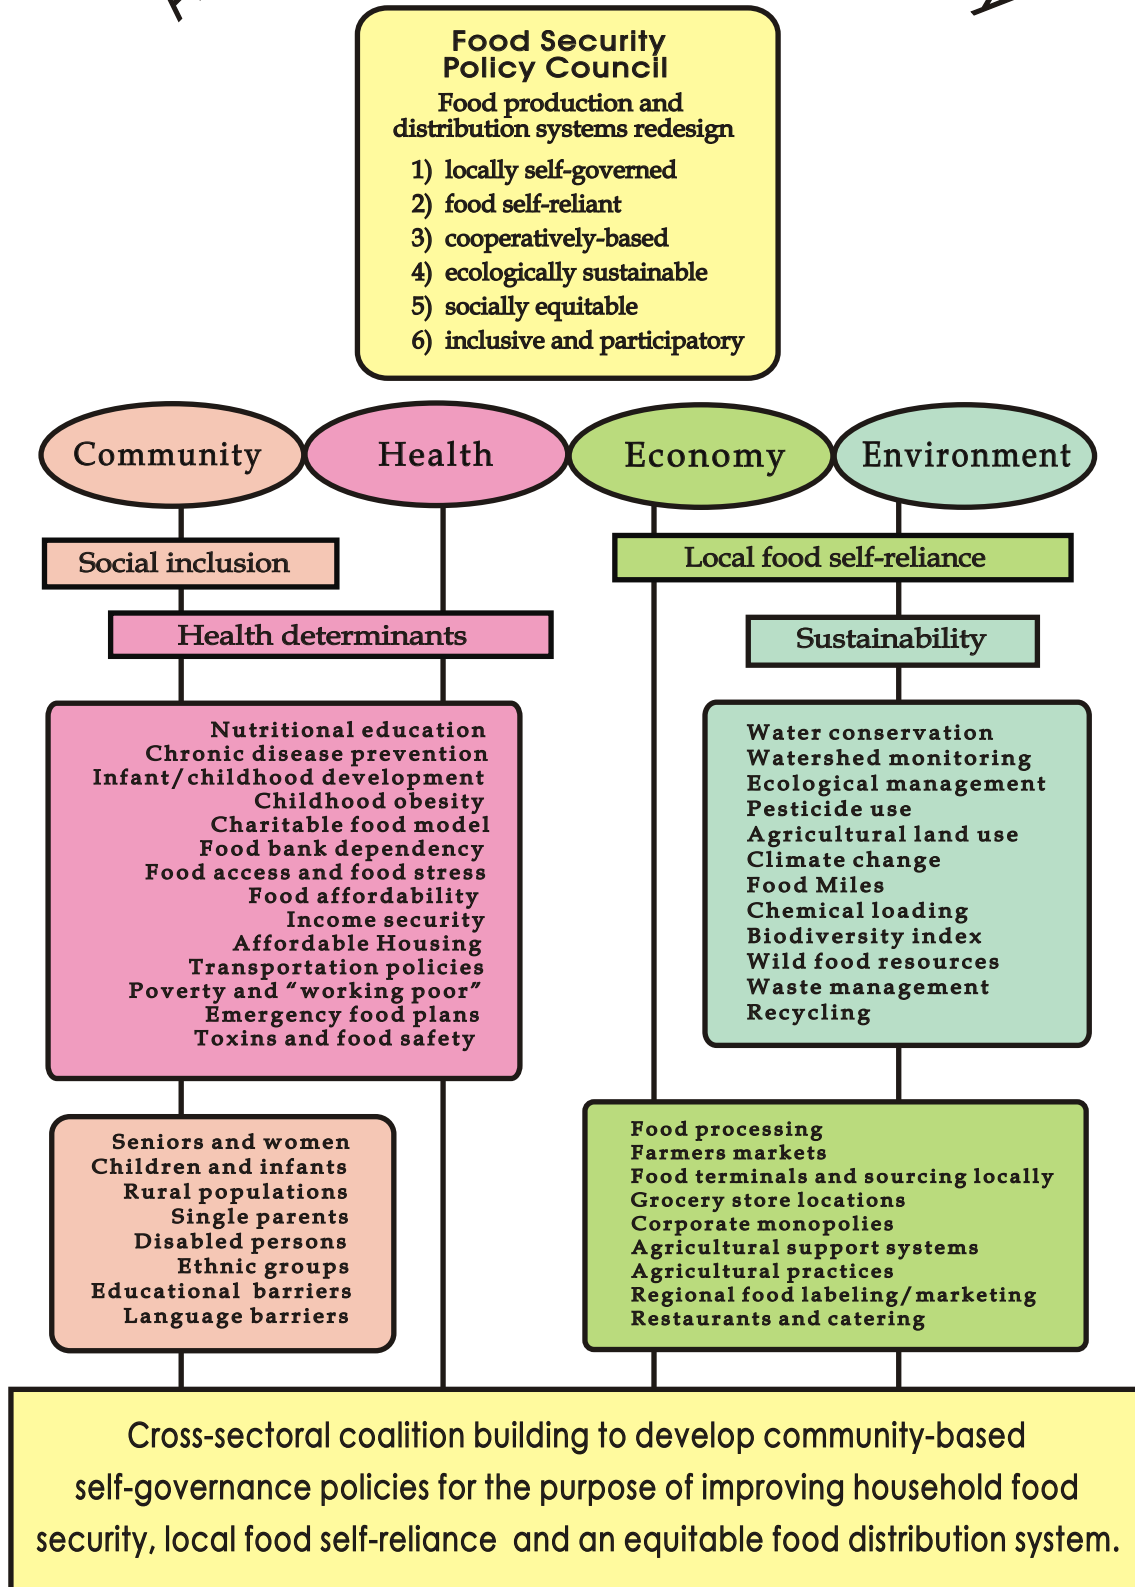 Food Security
Policy Council
Food production and
distribution systems redesign
1) locally self-governed
2) food self-reliant
3) cooperatively-based
4) ecologically sustainable
5) socially equitable
6) inclusive and participatory
Community
Health
Economy
Environment
Social inclusion
Local food self-reliance
Health determinants
Sustainability
Nutritional education
Chronic disease prevention
Infant/childhood development
Childhood obesity
Charitable food model
Food bank dependency
Food access and food stress
Food affordability
Income security
Affordable Housing
Transportation policies
Poverty and “working poor”
Emergency food plans
Toxins and food safety
Water conservation
Watershed monitoring
Ecological management
Pesticide use
Agricultural land use
Climate change
Food Miles
Chemical loading
Biodiversity index
Wild food resources
Waste management
Recycling
Seniors and women
Children and infants
Rural populations
Single parents
Disabled persons
Ethnic groups
Educational barriers
Language barriers
Food processing
Farmers markets
Food terminals and sourcing locally
Grocery store locations
Corporate monopolies
Agricultural support systems
Agricultural practices
Regional food labeling/marketing
Restaurants and catering
Cross-sectoral coalition building to develop community-based
self-governance policies for the purpose of improving household food
security, local food self-reliance and an equitable food distribution system.